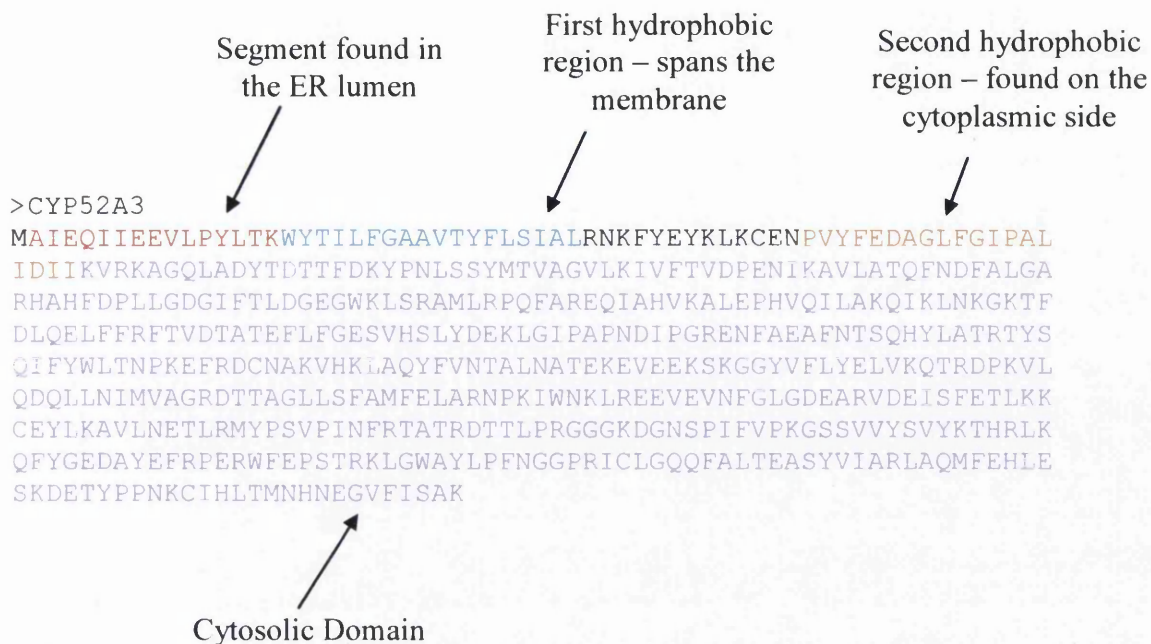 Segment found in
the ER lumen
First hydrophobic
region – spans the
membrane
Second hydrophobic
region – found on the
cytoplasmic side
>CYP52A3
MAIEQIIEEVLPYLTKWYTILFGAAVTYFLSIALRNKFYEYKLKCENPVYFEDAGLFGIPAL
IDIIKVRKAGQLADYTDTTFDKYPNLSSYMTVAGVLKIVFTVDPENIKAVLATQFNDFALGA
RHAHFDPLLGDGIFTLDGEGWKLSRAMLRPQFAREQIAHVKALEPHVQILAKQIKLNKGKTF
DLQELFFRFTVDTATEFLFGESVHSLYDEKLGIPAPNDIPGRENFAEAFNTSQHYLATRTYS
QIFYWLTNPKEFRDCNAKVHKLAQYFVNTALNATEKEVEEKSKGGYVFLYELVKQTRDPKVL
QDQLLNIMVAGRDTTAGLLSFAMFELARNPKIWNKLREEVEVNFGLGDEARVDEISFETLKK
CEYLKAVLNETLRMYPSVPINFRTATRDTTLPRGGGKDGNSPIFVPKGSSVVYSVYKTHRLK
QFYGEDAYEFRPERWFEPSTRKLGWAYLPFNGGPRICLGQQFALTEASYVIARLAQMFEHLE
SKDETYPPNKCIHLTMNHNEGVFISAK
Cytosolic Domain